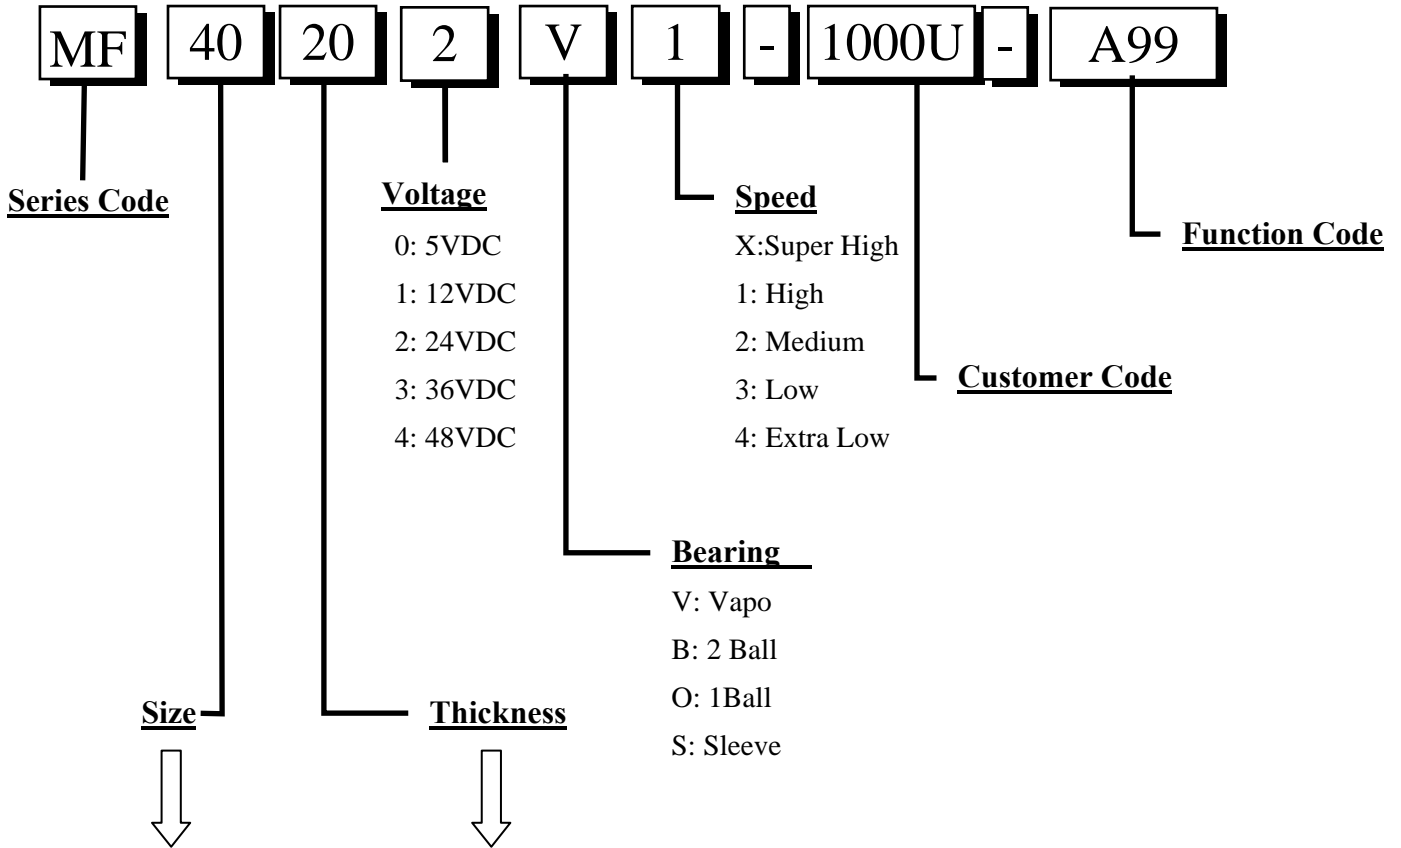 MF 40 20 2 V 1 - 1000U - A99
Series Code
Voltage
0: 5VDC
1: 12VDC
2: 24VDC
3: 36VDC
4: 48VDC
Speed
X:Super High
1: High
2: Medium
3: Low
4: Extra Low
Function Code
Customer Code
Bearing
V: Vapo
B: 2 Ball
O: 1Ball
S: Sleeve
Size
Thickness